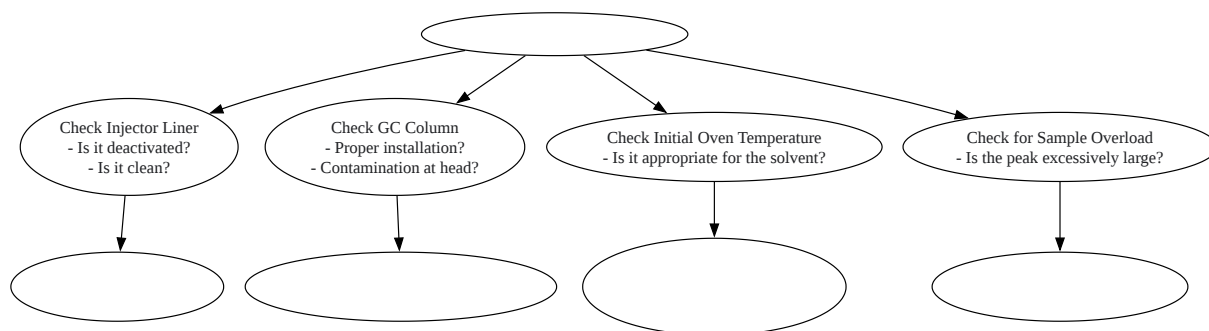 Check Injector Liner
- Is it deactivated?
- Is it clean?
Check GC Column
- Proper installation?
- Contamination at head?
Check Initial Oven Temperature
- Is it appropriate for the solvent?
Check for Sample Overload
- Is the peak excessively large?